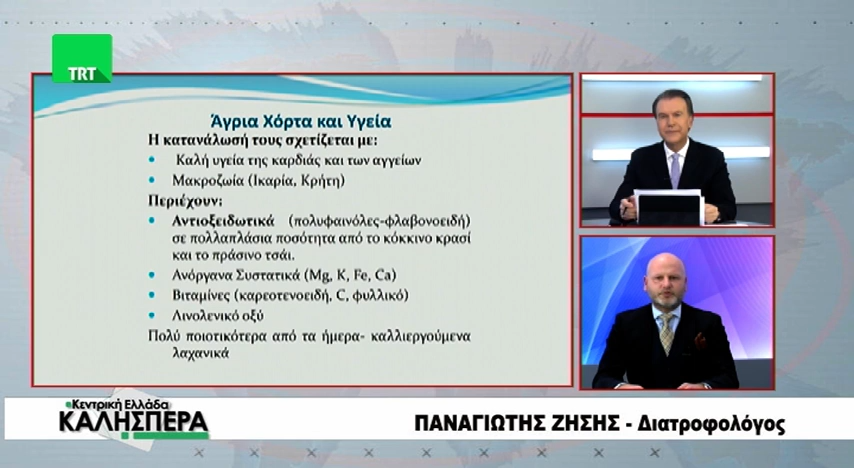 TRT
Άγρια Χόρτα και Υγεία
Η κατανάλωσή τους σχετίζεται με:
• Καλή υγεία της καρδιάς και των αγγείων
• Μακροζωία (Ικαρία, Κρήτη)
Περιέχουν:
• Αντιοξειδωτικά (πολυφαινόλες-φλαβονοειδή)
σε πολλαπλάσια ποσότητα από το κόκκινο κρασί
και το πράσινο τσάι.
• Ανόργανα Συστατικά (Mg, K, Fe, Ca)
• Βιταμίνες (καρεοτενοειδή, C, φυλλικό)
• Λινολενικό οξύ
Πολύ ποιοτικότερα από τα ήμερα- καλλιεργούμενα
λαχανικά
Κεντρική Ελλάδα
ΚΑΛΗΣΠΕΡΑ
ΠΑΝΑΓΙΩΤΗΣ ΖΗΣΗΣ - Διατροφολόγος